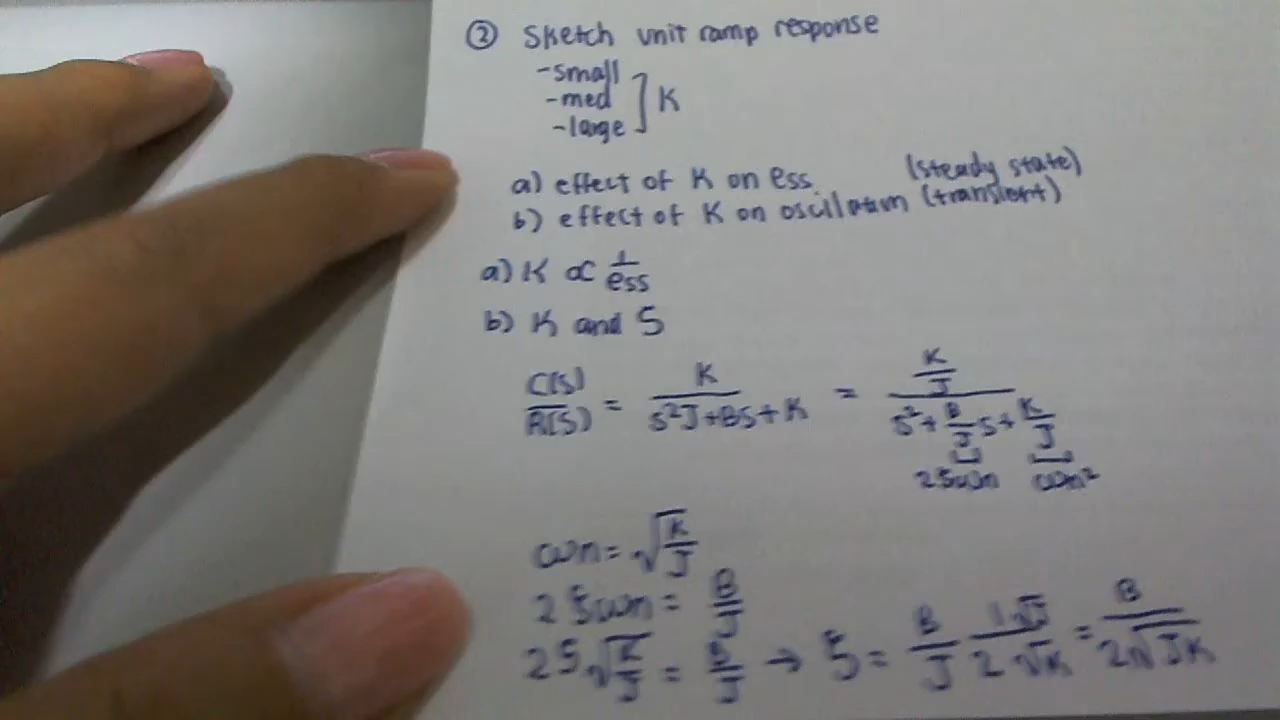 ② Sketch unit ramp response
-small
-med ] K
-large
a) effect of K on ess. (steady state)
b) effect of K on oscillation (transient)
a) K ∝ 1/ess
b) K and ζ
C(s)/R(s) = K/(s²J+Bs+K) = (K/J)/(s²+(B/J)s+K/J)
2ζωn ωn²
ωn = √(K/J)
2ζωn = B/J
2ζ√(K/J) = B/J → ζ = B/J 1√J/2√K = B/2√JK